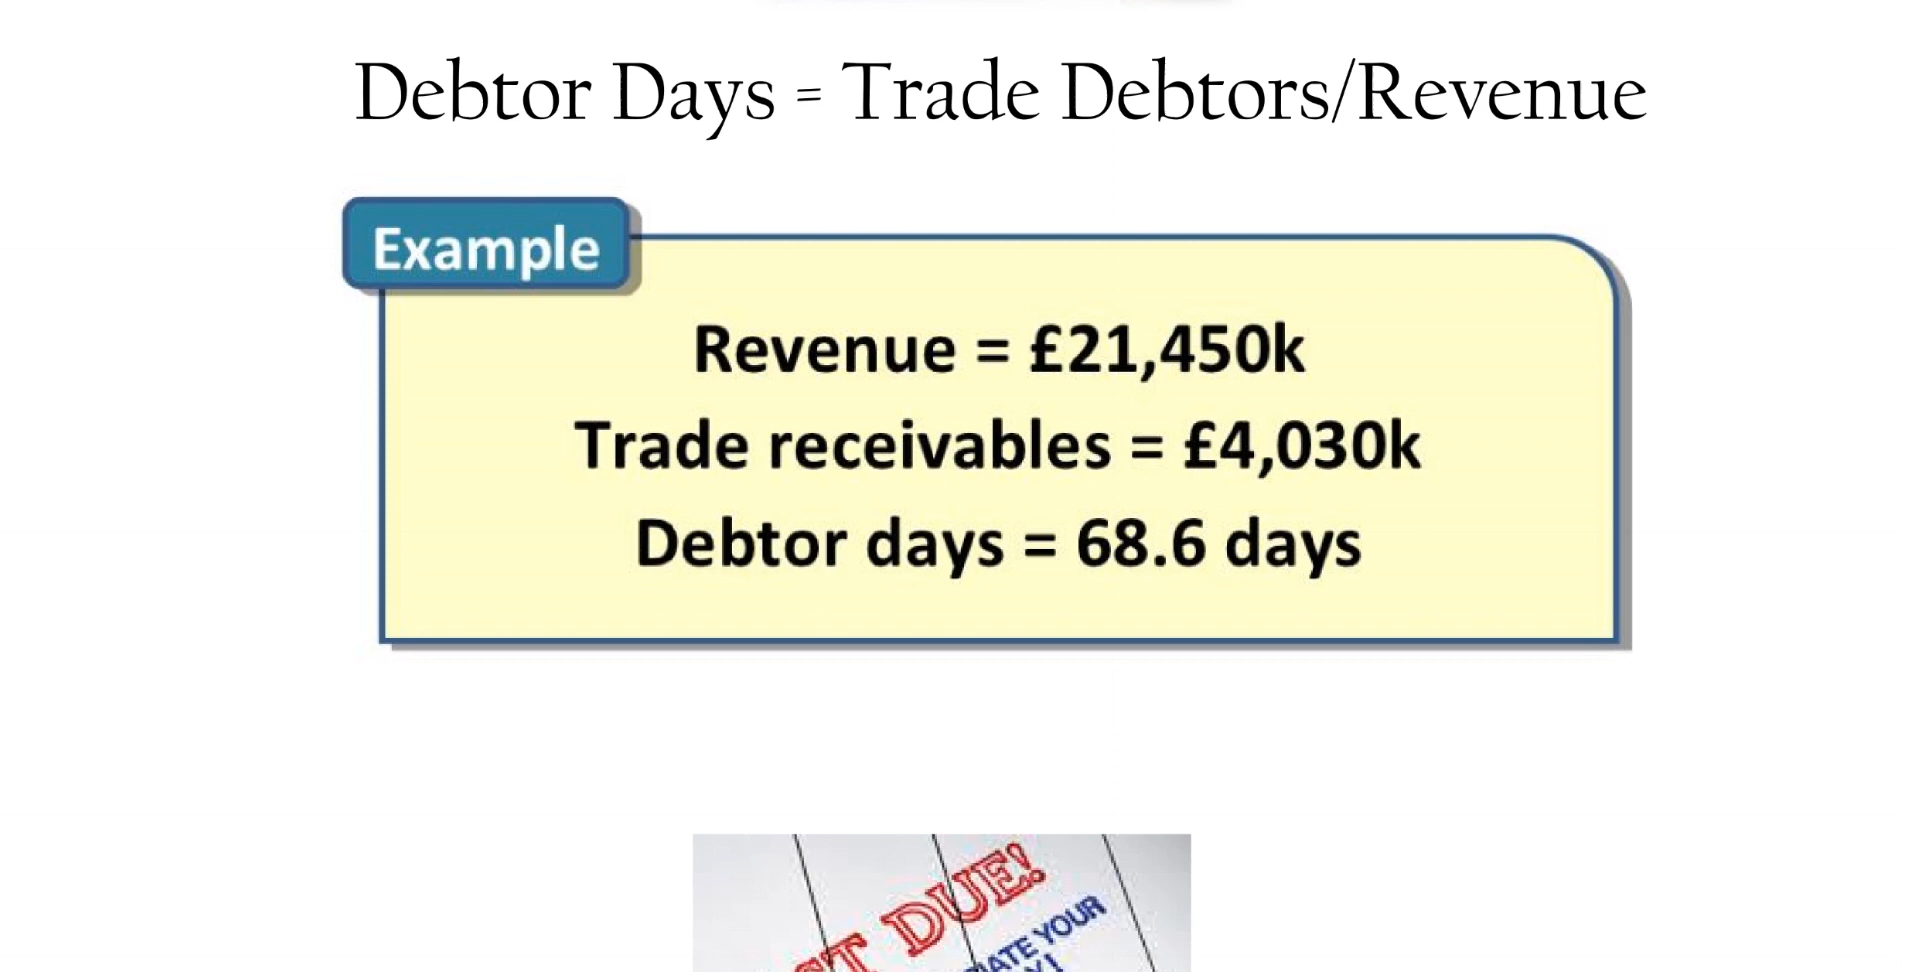 Debtor Days = Trade Debtors/Revenue
Example
Revenue = £21,450k
Trade receivables = £4,030k
Debtor days = 68.6 days
DUE!
YOUR